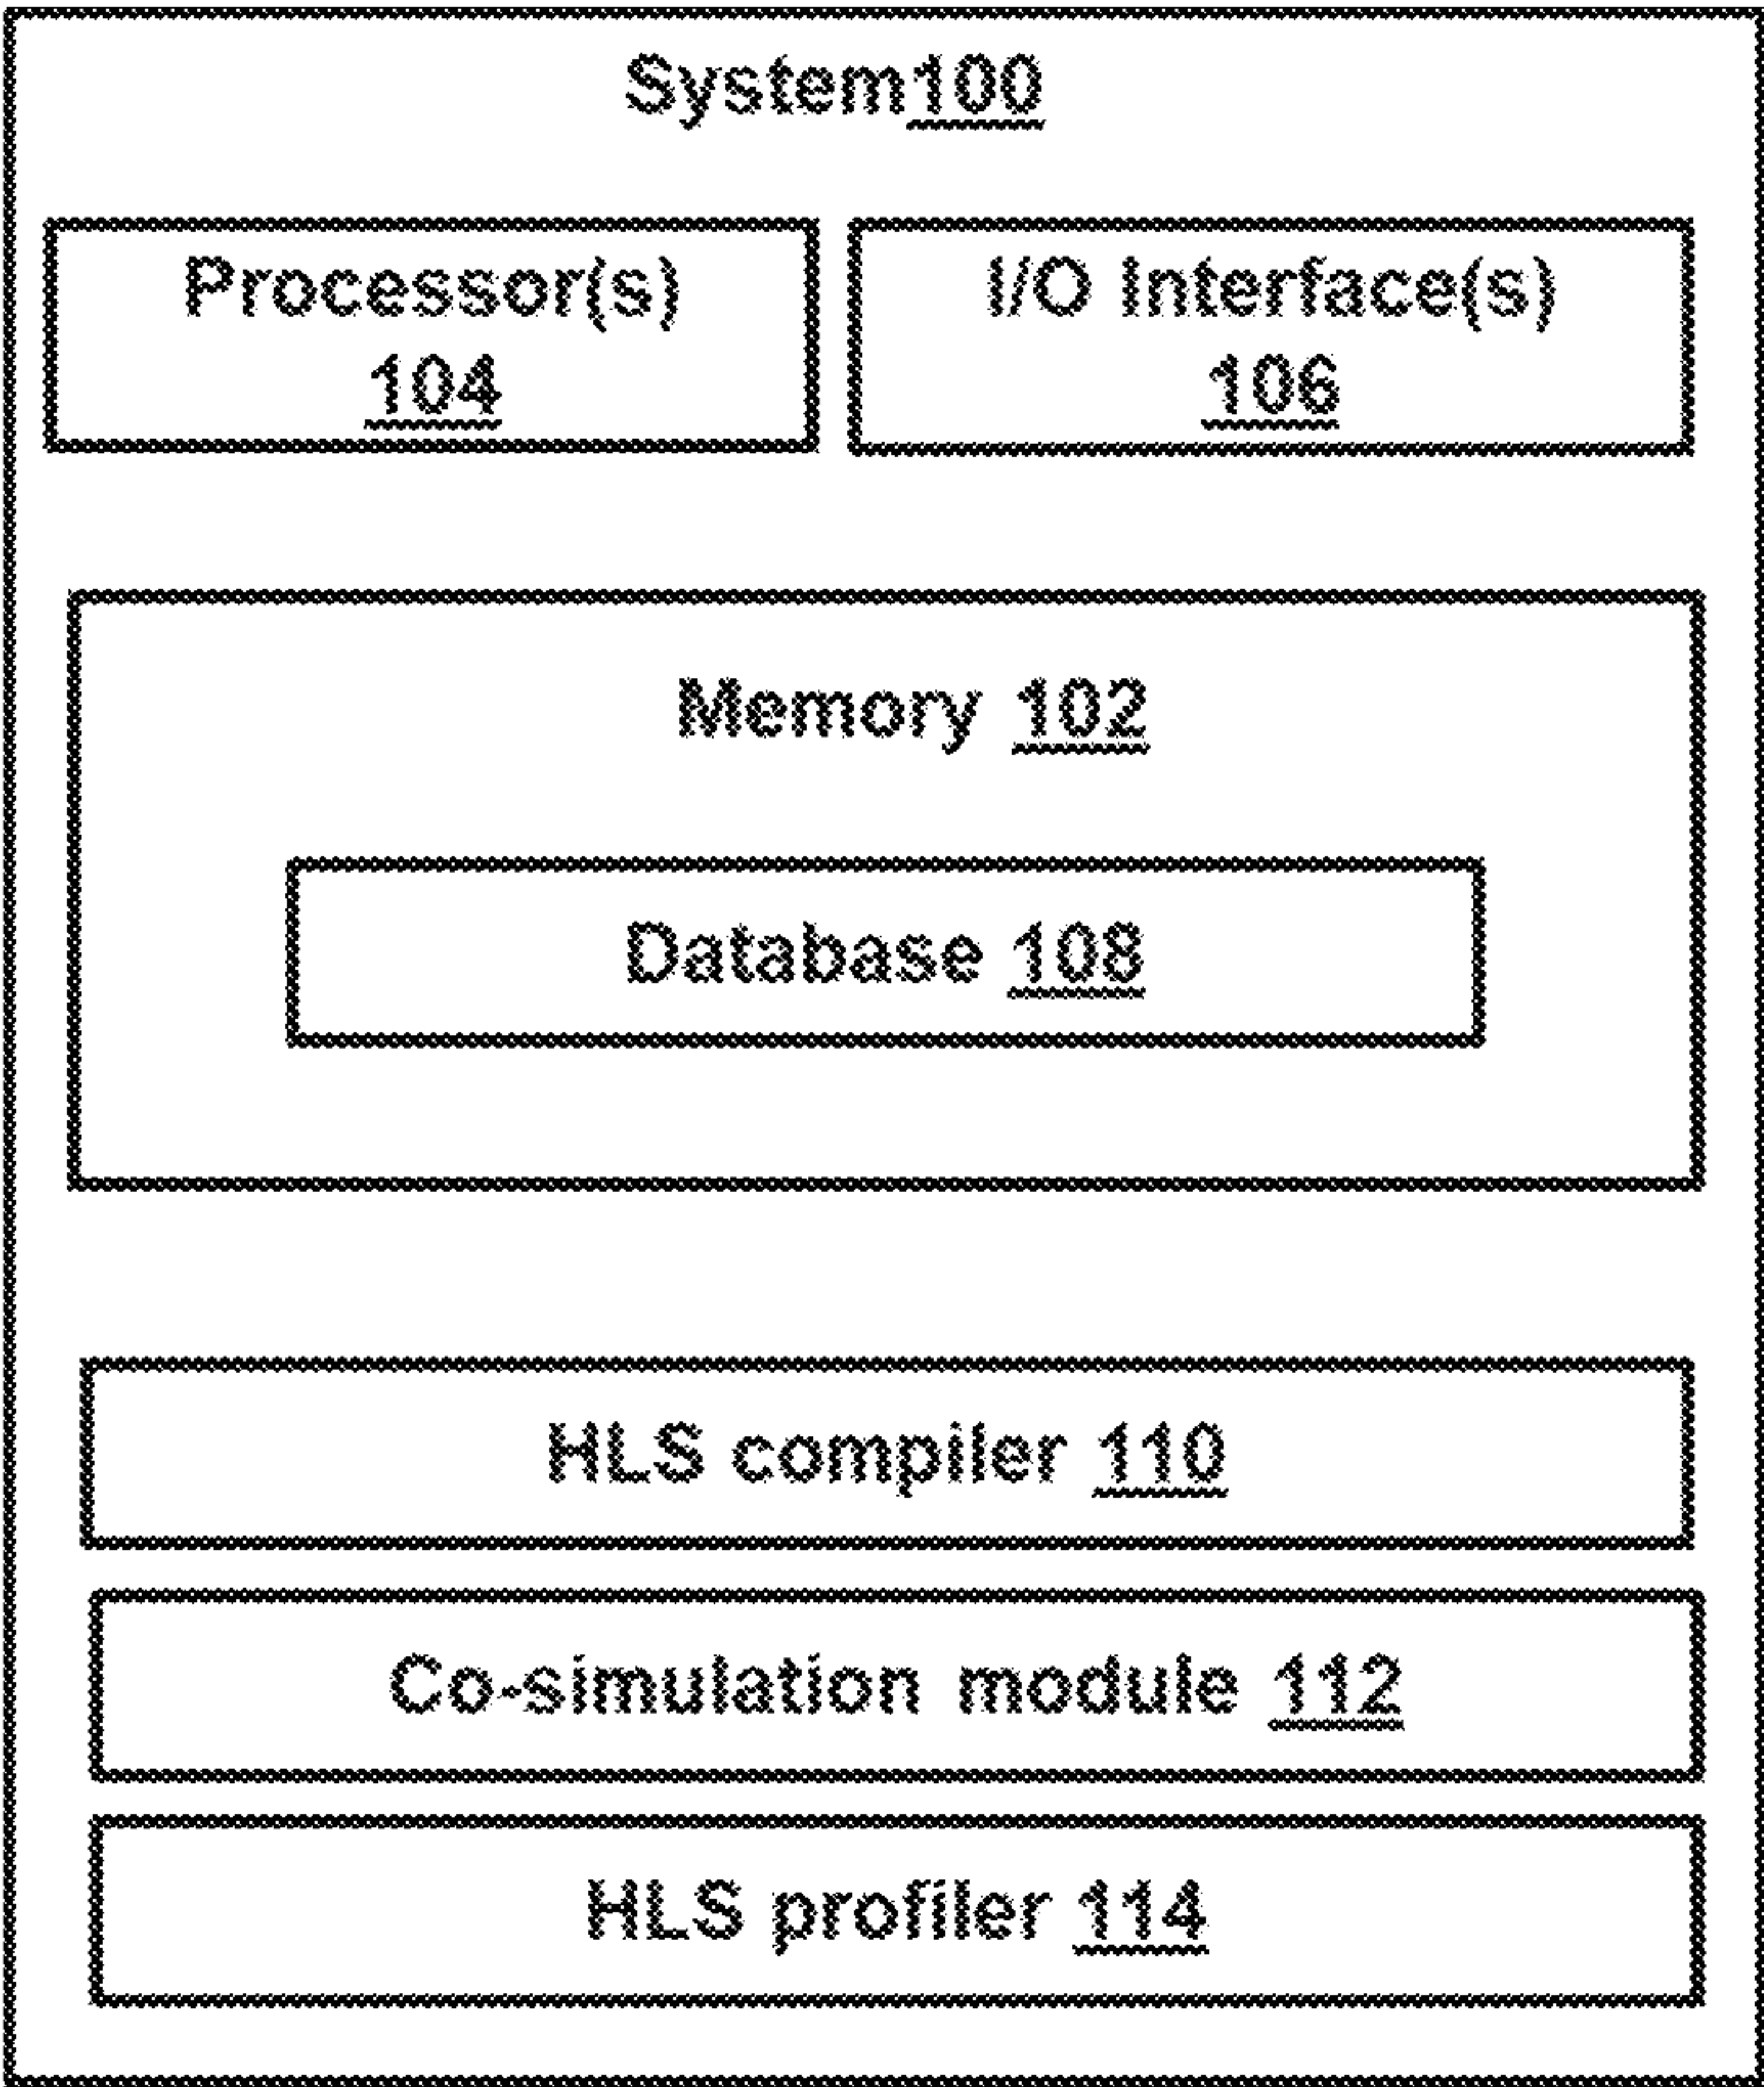 System100
Processor(s)
104
I/O Interface(s)
106
Memory 102
Database 108
HLS compiler 110
Co-simulation module 112
HLS profiler 114